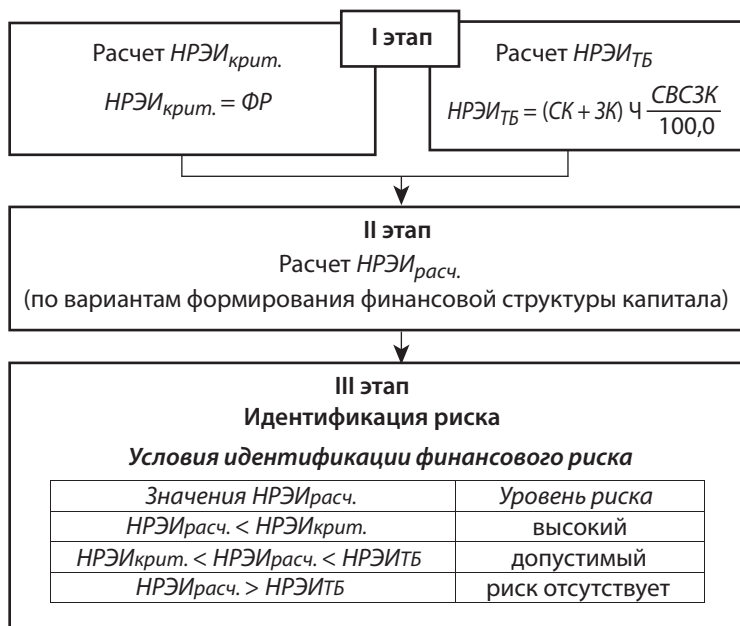 I этап
Расчет НРЭИкрит.
НРЭИкрит. = ФР
Расчет НРЭИТБ
НРЭИТБ = (СК + ЗК) Ч СВСЗК / 100,0
II этап
Расчет НРЭИрасч.
(по вариантам формирования финансовой структуры капитала)
III этап
Идентификация риска
Условия идентификации финансового риска
Значения НРЭИрасч. Уровень риска
НРЭИрасч. < НРЭИкрит. высокий
НРЭИкрит. < НРЭИрасч. < НРЭИТБ допустимый
НРЭИрасч. > НРЭИТБ риск отсутствует